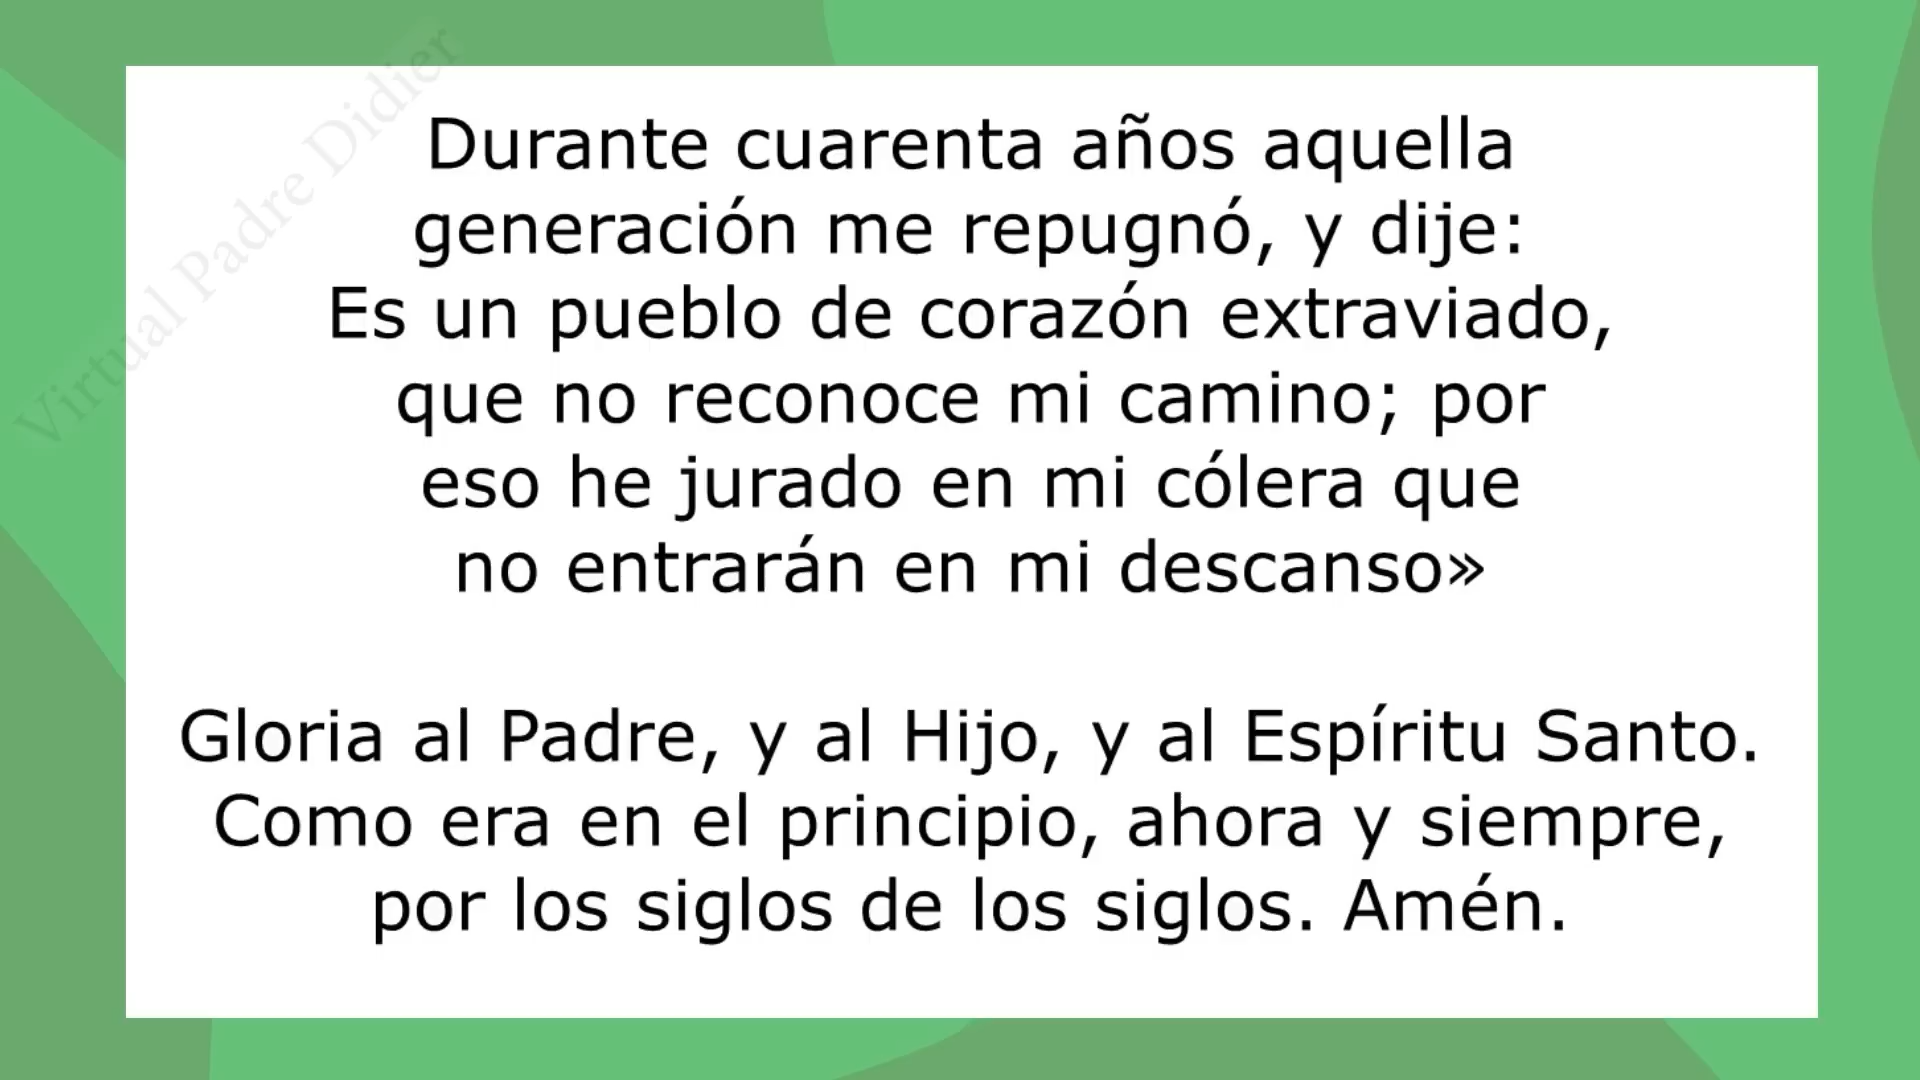 Virtual Padre Didier
Durante cuarenta años aquella
generación me repugnó, y dije:
Es un pueblo de corazón extraviado,
que no reconoce mi camino; por
eso he jurado en mi cólera que
no entrarán en mi descanso»
Gloria al Padre, y al Hijo, y al Espíritu Santo.
Como era en el principio, ahora y siempre,
por los siglos de los siglos. Amén.